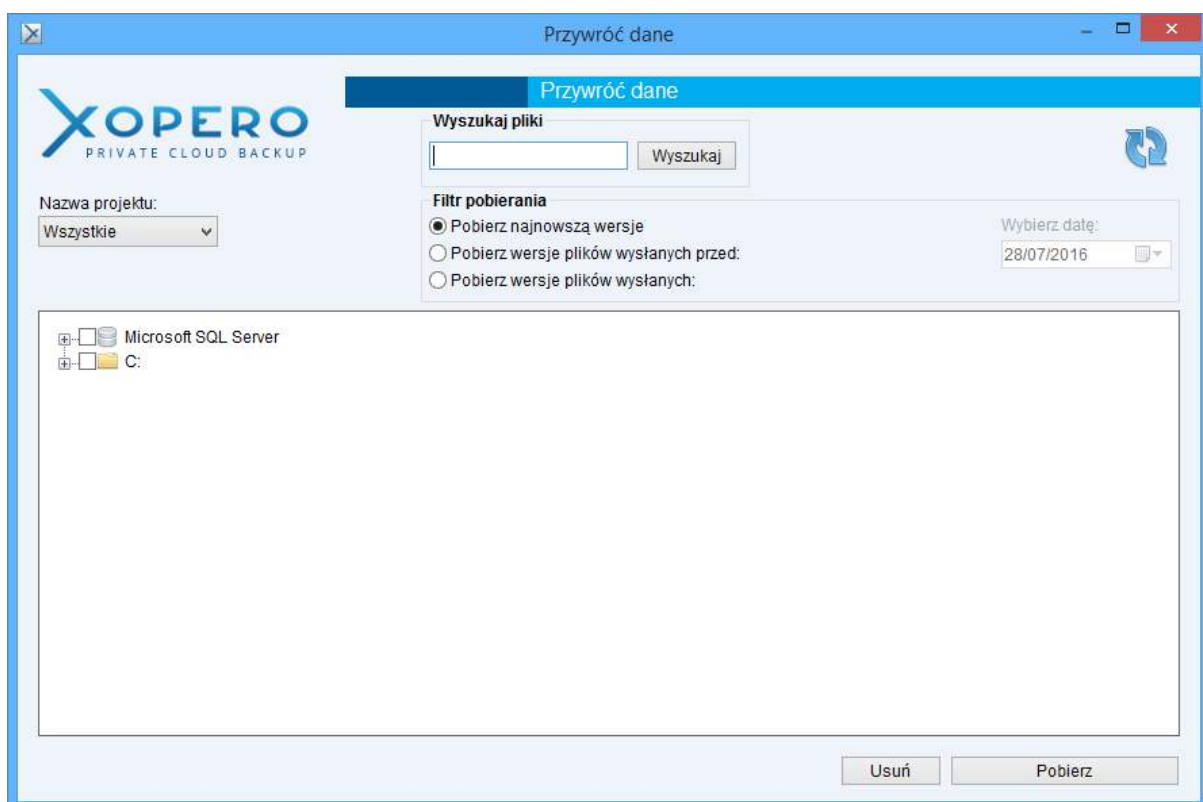 Przywróć dane
Przywróć dane
XOPERO
PRIVATE CLOUD BACKUP
Wyszukaj pliki
Wyszukaj
Nazwa projektu:
Wszystkie
Filtr pobierania
Pobierz najnowszą wersje
Pobierz wersje plików wysłanych przed:
Pobierz wersje plików wysłanych:
Wybierz datę:
28/07/2016
Microsoft SQL Server
C:
Usuń
Pobierz